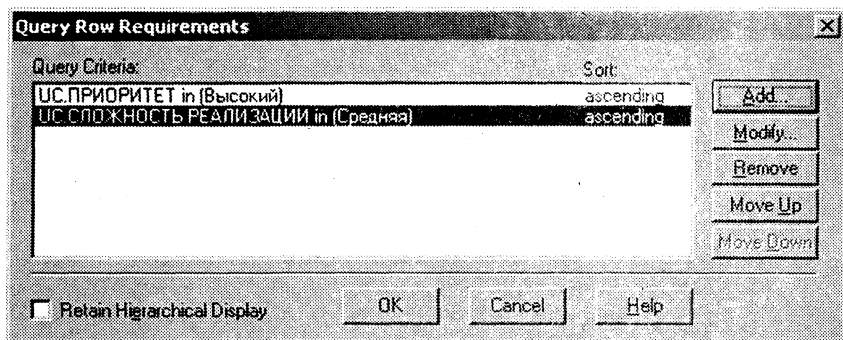 Query Row Requirements
Query Criteria: Sort:
UC.ПРИОРИТЕТ in (Высокий) ascending
UC.СЛОЖНОСТЬ РЕАЛИЗАЦИИ in (Средняя) ascending
Add...
Modify...
Remove
Move Up
Move Down
Retain Hierarchical Display
OK
Cancel
Help